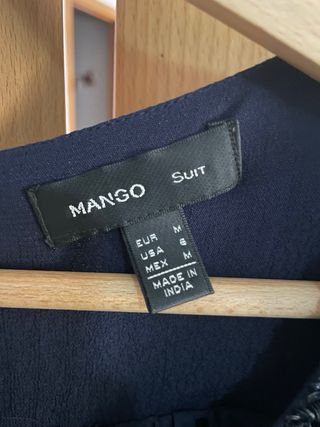 MANGO SUIT
EUR M
USA 6
MEX M
MADE IN
INDIA